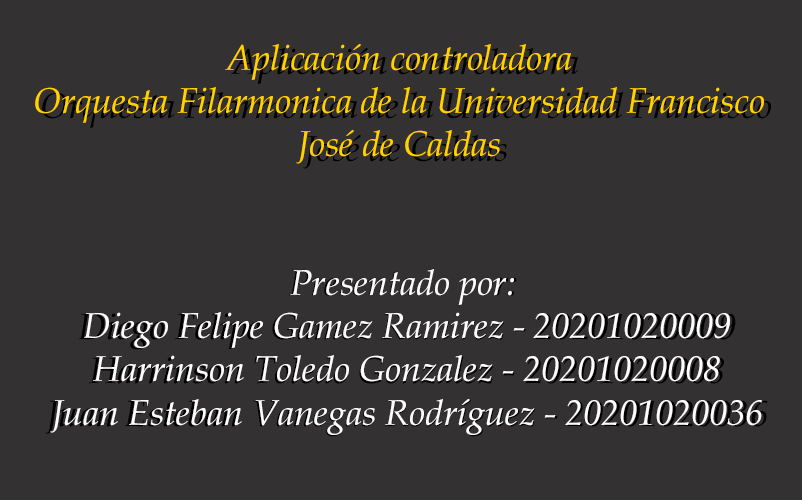 Aplicación controladora
Orquesta Filarmonica de la Universidad Francisco
José de Caldas
Presentado por:
Diego Felipe Gamez Ramirez - 20201020009
Harrinson Toledo Gonzalez - 20201020008
Juan Esteban Vanegas Rodríguez - 20201020036